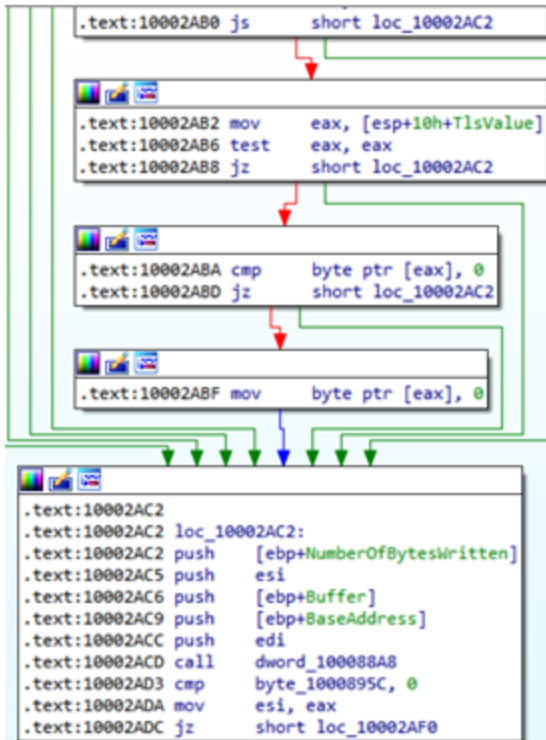 .text:10002AB0 js short loc_10002AC2
.text:10002AB2 mov eax, [esp+10h+TlsValue]
.text:10002AB6 test eax, eax
.text:10002AB8 jz short loc_10002AC2
.text:10002ABA cmp byte ptr [eax], 0
.text:10002ABD jz short loc_10002AC2
.text:10002ABF mov byte ptr [eax], 0
.text:10002AC2
.text:10002AC2 loc_10002AC2:
.text:10002AC2 push [ebp+NumberOfBytesWritten]
.text:10002AC5 push esi
.text:10002AC6 push [ebp+Buffer]
.text:10002AC9 push [ebp+BaseAddress]
.text:10002ACC push edi
.text:10002ACD call dword_100088A8
.text:10002AD3 cmp byte_1000895C, 0
.text:10002ADA mov esi, eax
.text:10002ADC jz short loc_10002AF0